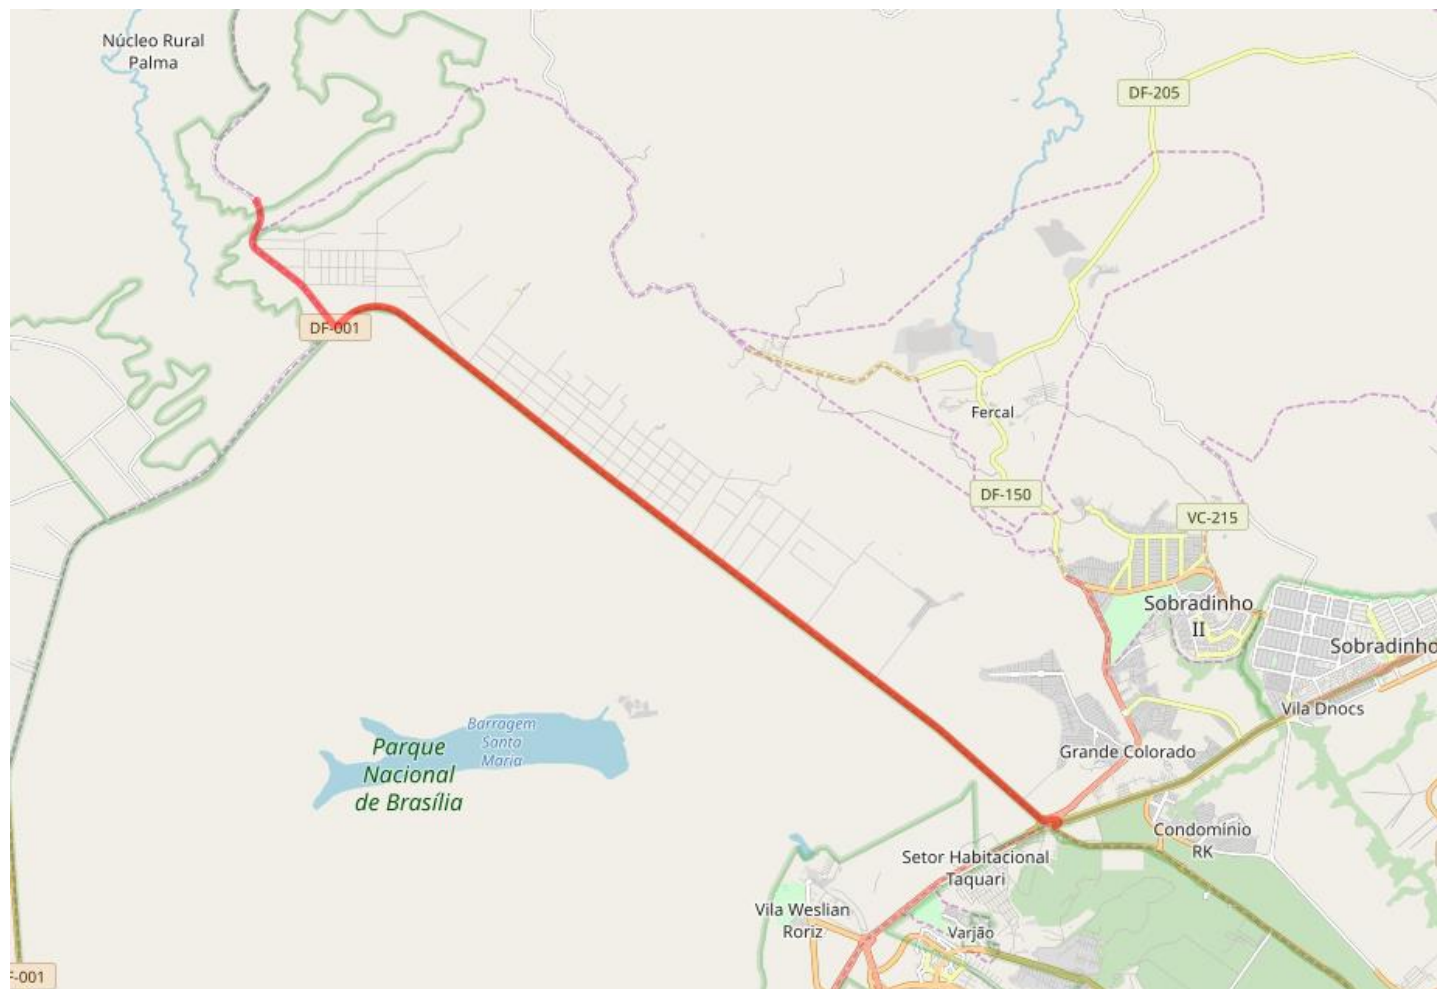 Núcleo Rural
Palma
DF-205
DF-001
Fercal
DF-150
VC-215
Sobradinho
II
Sobradinho
Vila Dnocs
Barragem
Santa
Maria
Parque
Nacional
de Brasília
Grande Colorado
Condomínio
RK
Setor Habitacional
Taquari
Vila Weslian
Roriz
Varjão
F-001